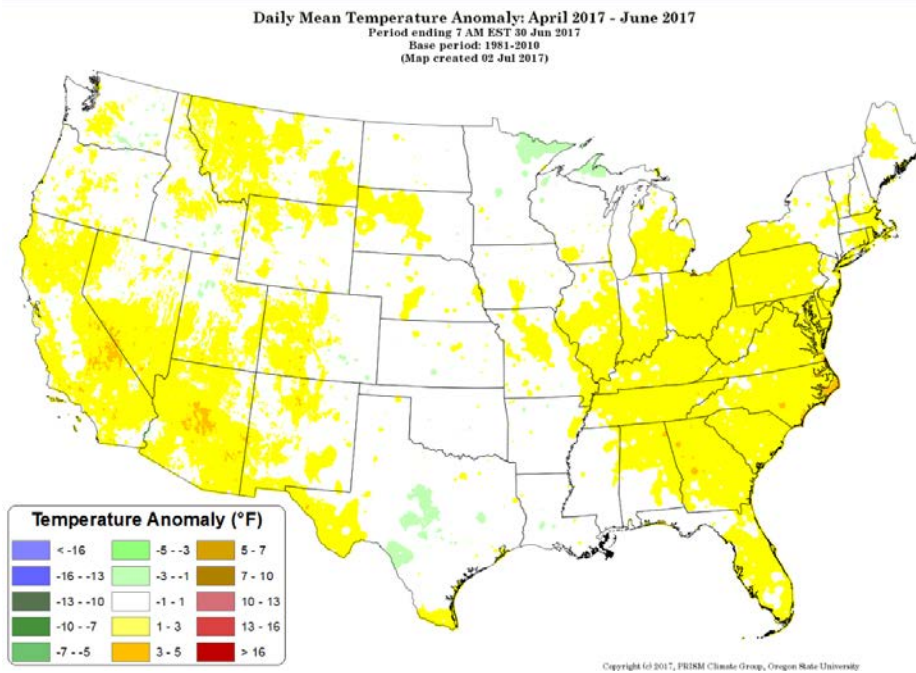 Daily Mean Temperature Anomaly: April 2017 - June 2017
Period ending 7 AM EST 30 Jun 2017
Base period: 1981-2010
(Map created 02 Jul 2017)
Temperature Anomaly (°F)
< -16 -5 - -3 5 - 7
-16 - -13 -3 - -1 7 - 10
-13 - -10 -1 - 1 10 - 13
-10 - -7 1 - 3 13 - 16
-7 - -5 3 - 5 > 16
Copyright (c) 2017, PRISM Climate Group, Oregon State University